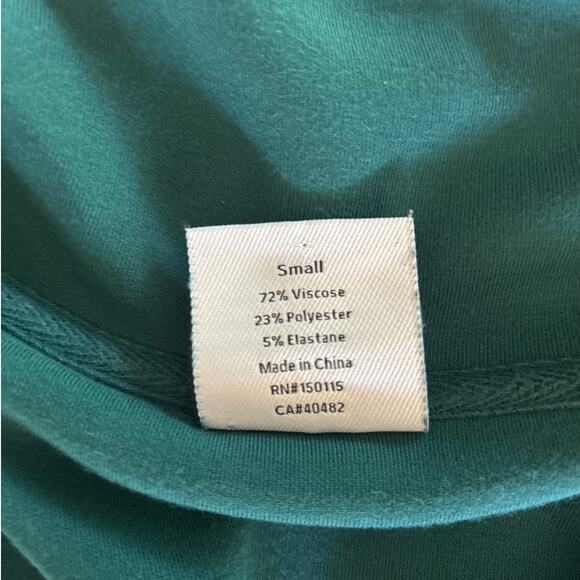 Small
72% Viscose
23% Polyester
5% Elastane
Made in China
RN#150115
CA#40482